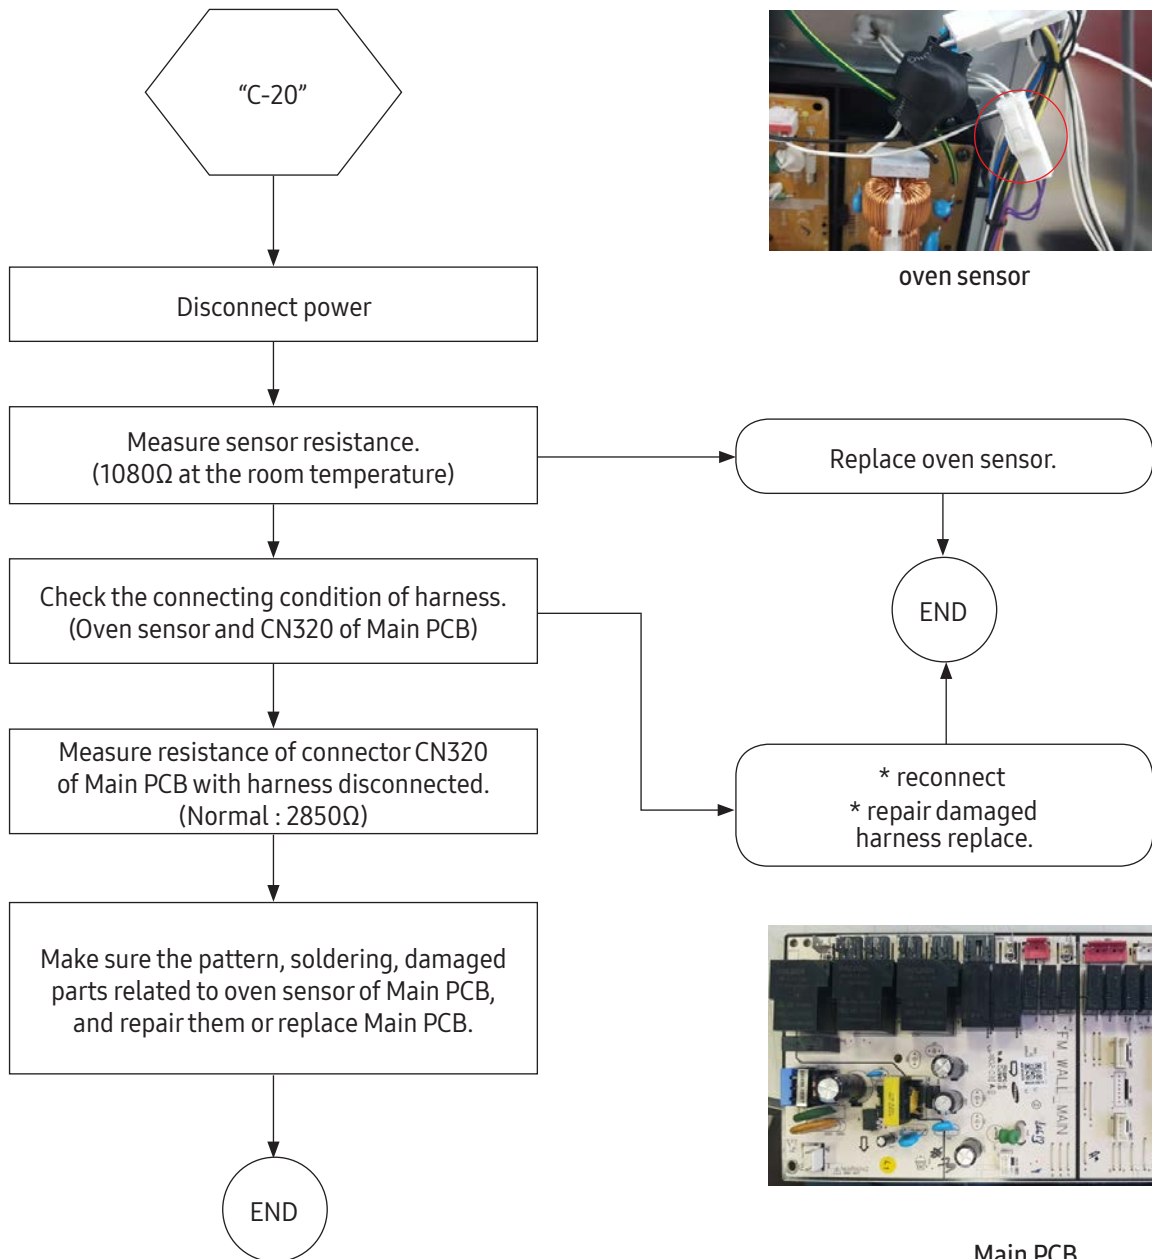 "C-20"
Disconnect power
Measure sensor resistance.
(1080Ω at the room temperature)
Check the connecting condition of harness.
(Oven sensor and CN320 of Main PCB)
Measure resistance of connector CN320
of Main PCB with harness disconnected.
(Normal : 2850Ω)
Make sure the pattern, soldering, damaged
parts related to oven sensor of Main PCB,
and repair them or replace Main PCB.
END
oven sensor
Replace oven sensor.
END
* reconnect
* repair damaged
harness replace.
FM_WALL_MAIN
Main PCB